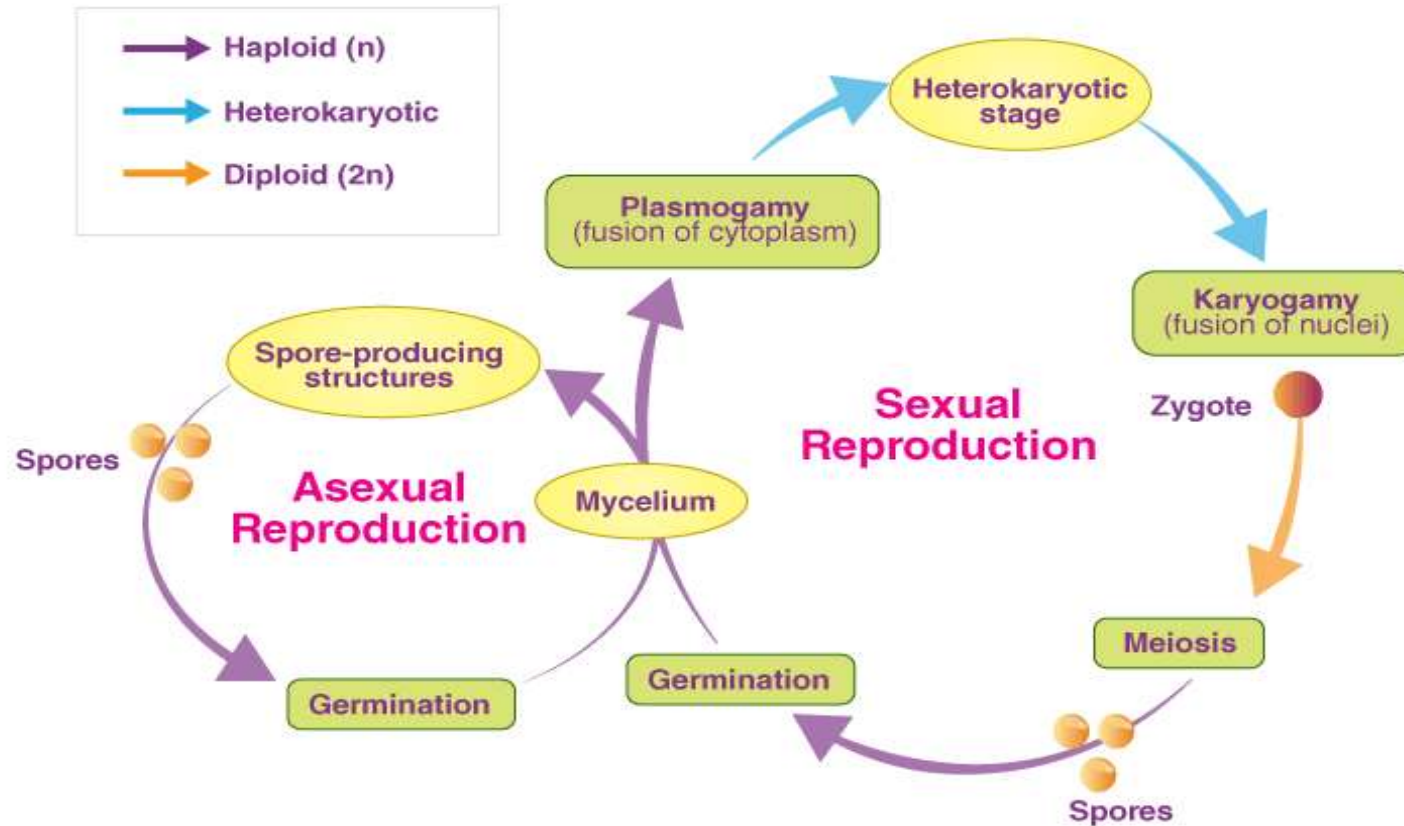 Haploid (n)
Heterokaryotic
Diploid (2n)
Heterokaryotic
stage
Plasmogamy
(fusion of cytoplasm)
Karyogamy
(fusion of nuclei)
Spore-producing
structures
Zygote
Sexual
Reproduction
Spores
Asexual
Reproduction
Mycelium
Meiosis
Germination
Germination
Spores